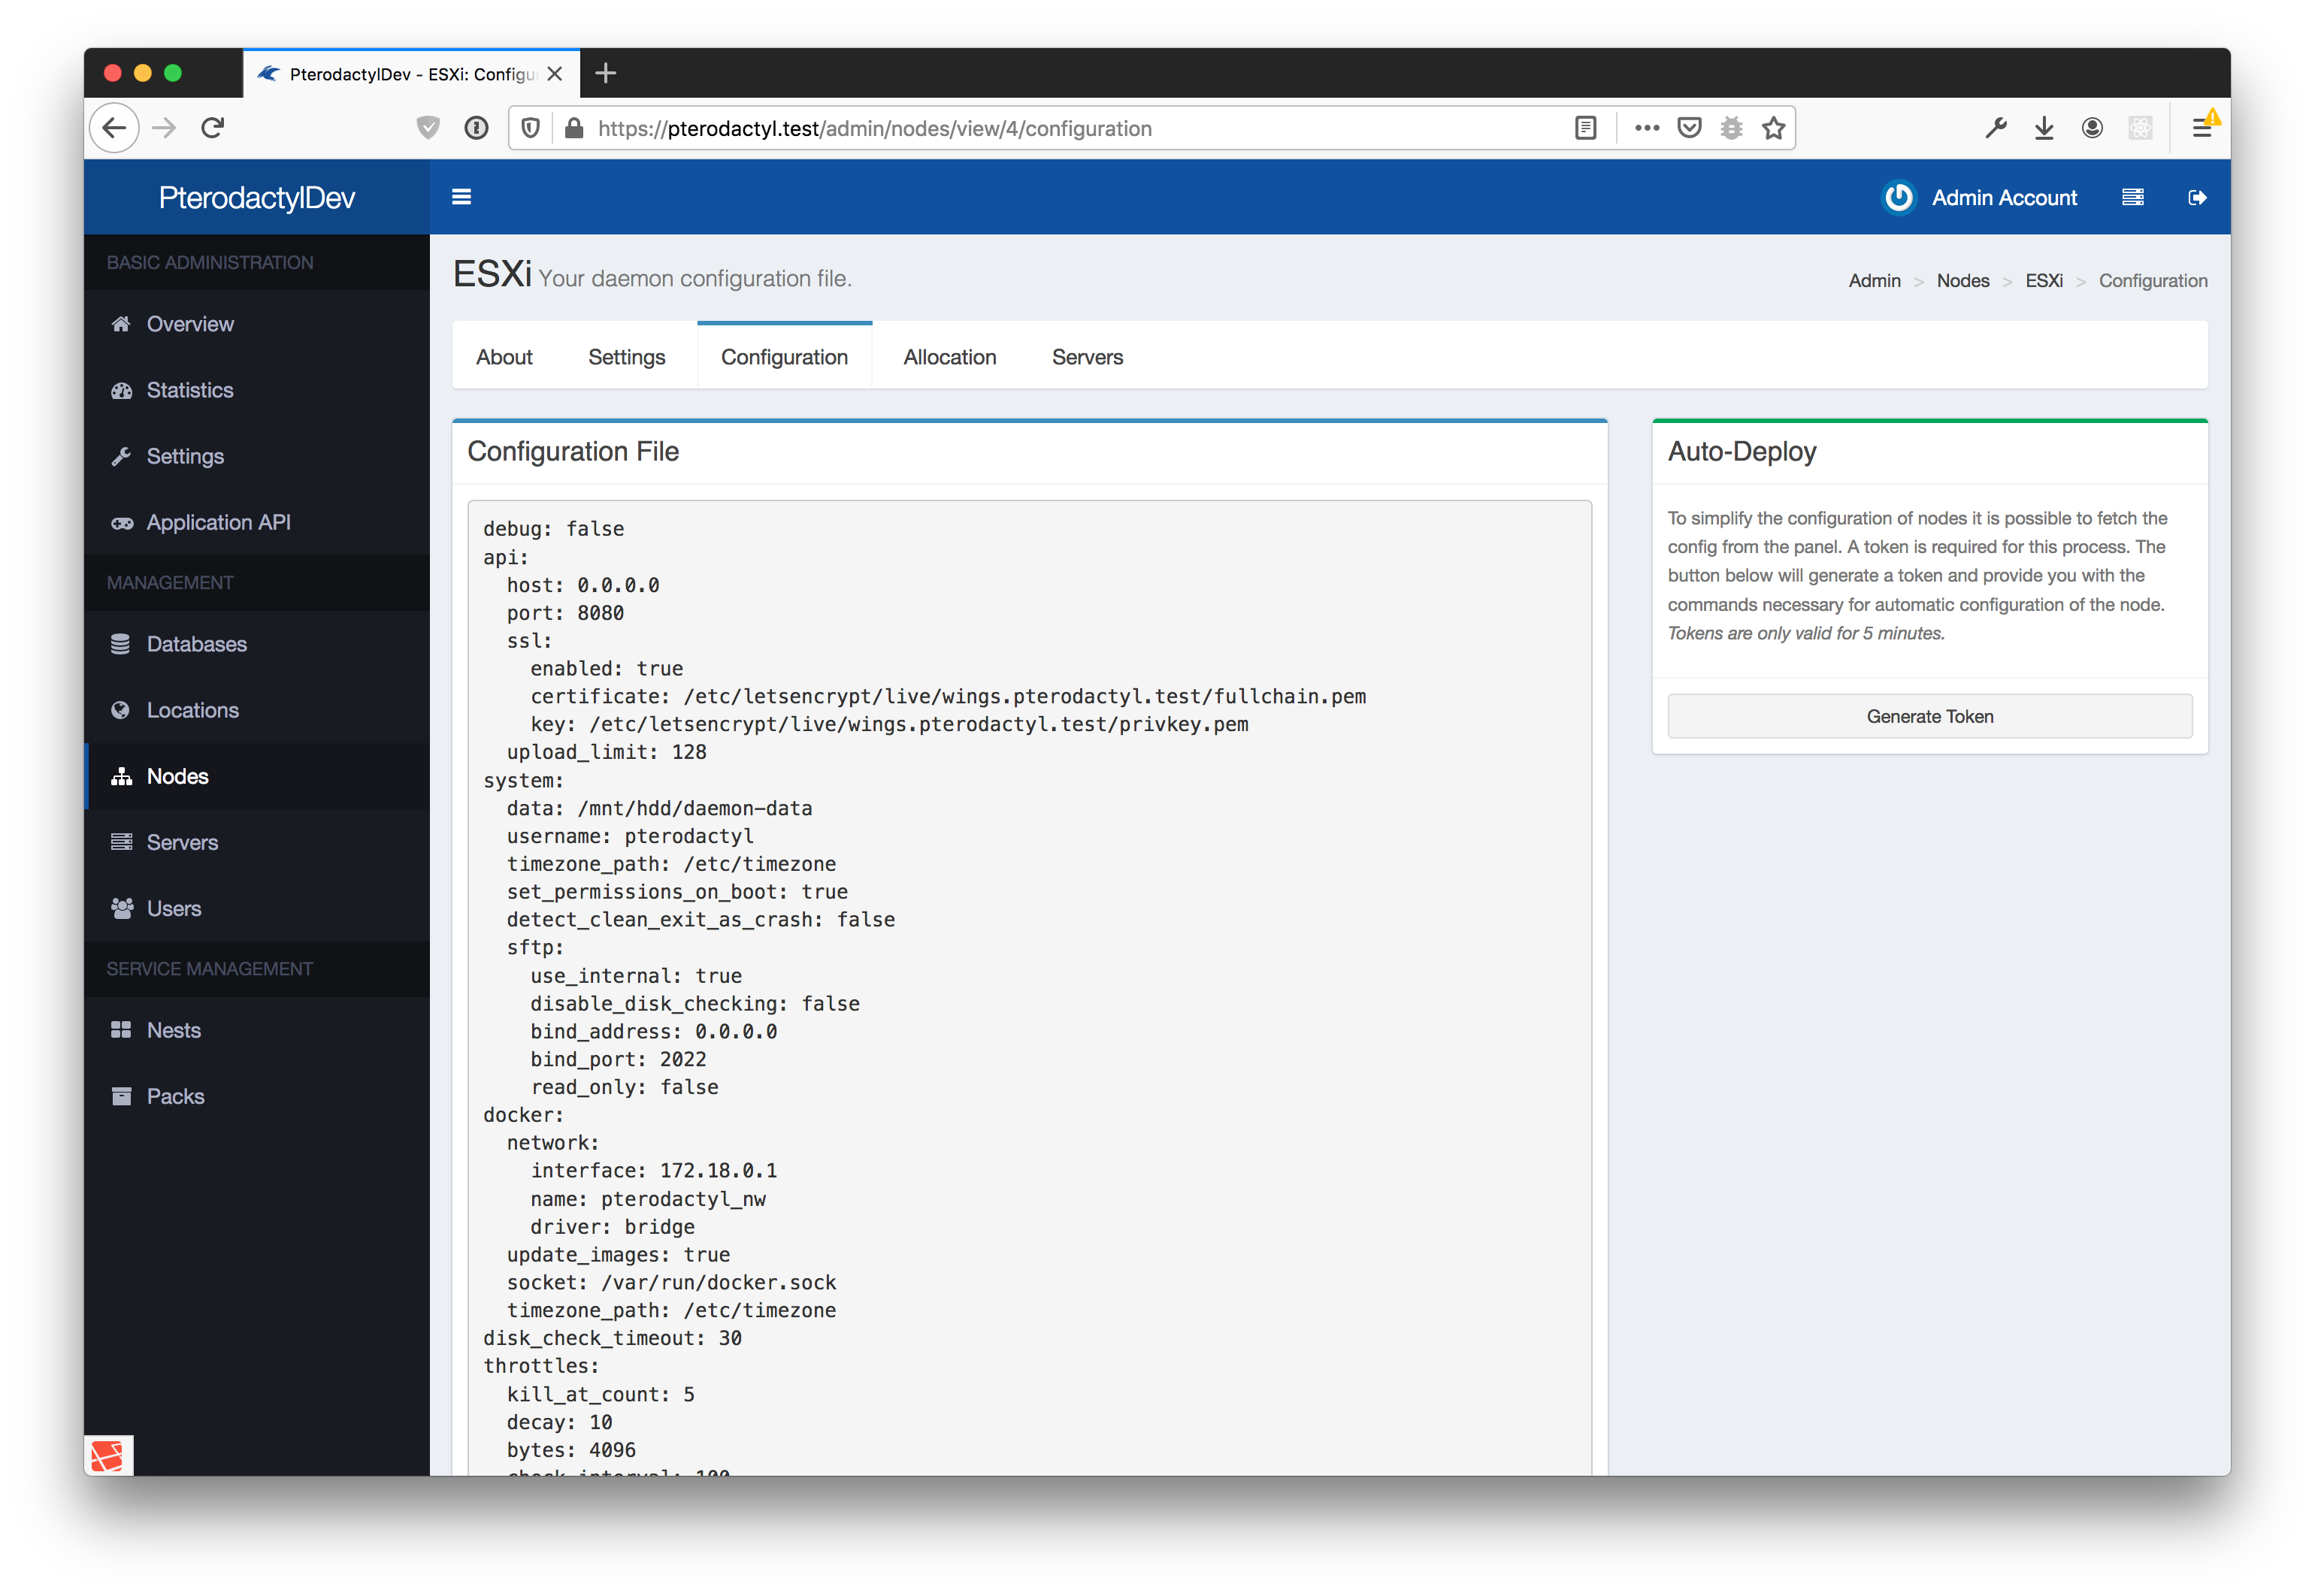 PterodactylDev - ESXi: Configu
https://pterodactyl.test/admin/nodes/view/4/configuration
PterodactylDev
Admin Account
BASIC ADMINISTRATION
Overview
Statistics
Settings
Application API
MANAGEMENT
Databases
Locations
Nodes
Servers
Users
SERVICE MANAGEMENT
Nests
Packs
ESXi Your daemon configuration file.
Admin > Nodes > ESXi > Configuration
About Settings Configuration Allocation Servers
Configuration File
debug: false
api:
  host: 0.0.0.0
  port: 8080
  ssl:
    enabled: true
    certificate: /etc/letsencrypt/live/wings.pterodactyl.test/fullchain.pem
    key: /etc/letsencrypt/live/wings.pterodactyl.test/privkey.pem
  upload_limit: 128
system:
  data: /mnt/hdd/daemon-data
  username: pterodactyl
  timezone_path: /etc/timezone
  set_permissions_on_boot: true
  detect_clean_exit_as_crash: false
  sftp:
    use_internal: true
    disable_disk_checking: false
    bind_address: 0.0.0.0
    bind_port: 2022
    read_only: false
docker:
  network:
    interface: 172.18.0.1
    name: pterodactyl_nw
    driver: bridge
  update_images: true
  socket: /var/run/docker.sock
  timezone_path: /etc/timezone
disk_check_timeout: 30
throttles:
  kill_at_count: 5
  decay: 10
  bytes: 4096
  check_interval: 100
Auto-Deploy
To simplify the configuration of nodes it is possible to fetch the
config from the panel. A token is required for this process. The
button below will generate a token and provide you with the
commands necessary for automatic configuration of the node.
Tokens are only valid for 5 minutes.
Generate Token